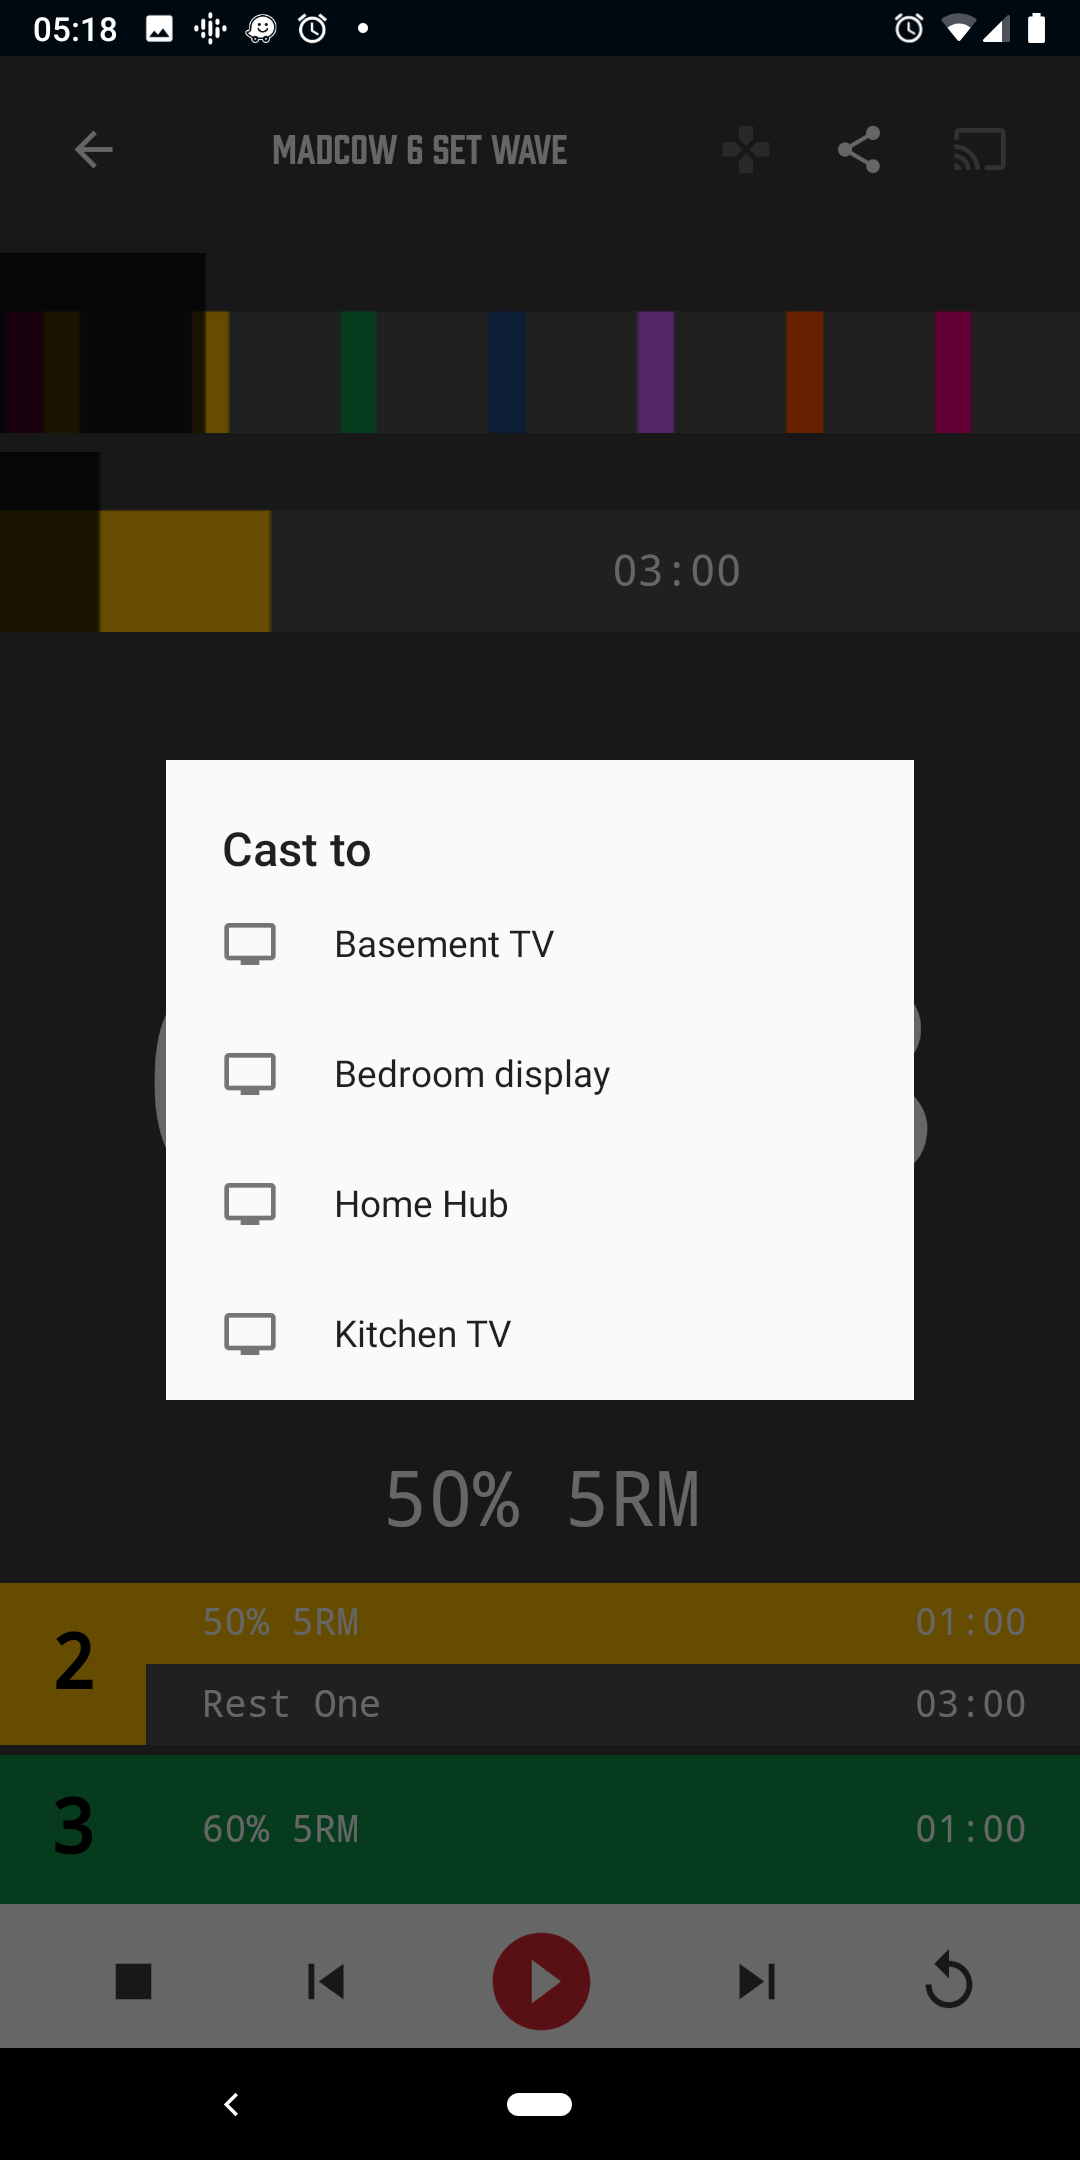 05:18
MADCOW 6 SET WAVE
03:00
Cast to
Basement TV
Bedroom display
Home Hub
Kitchen TV
50% 5RM
2
50% 5RM 01:00
Rest One 03:00
3
60% 5RM 01:00